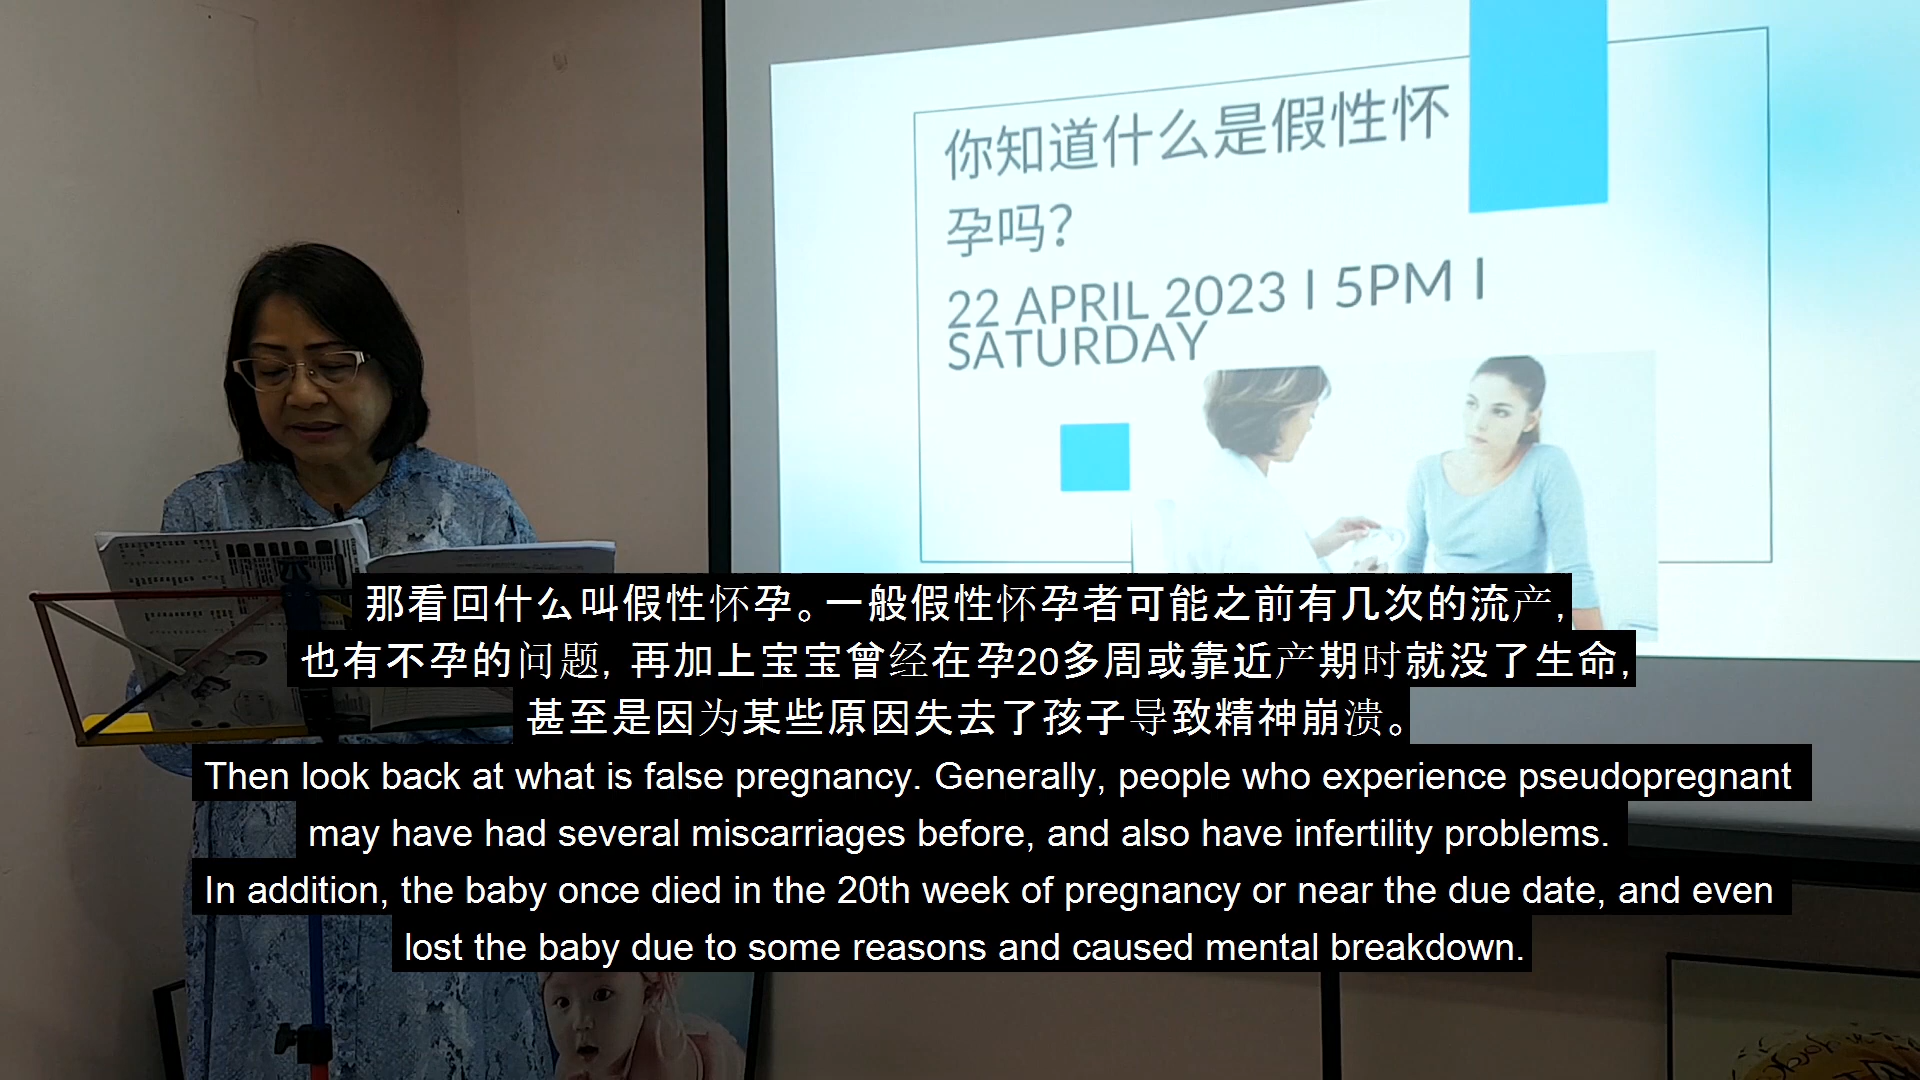 你知道什么是假性怀
孕吗？
22 APRIL 2023 I 5PM I
SATURDAY
那看回什么叫假性怀孕。一般假性怀孕者可能之前有几次的流产，
也有不孕的问题，再加上宝宝曾经在孕20多周或靠近产期时就没了生命，
甚至是因为某些原因失去了孩子导致精神崩溃。
Then look back at what is false pregnancy. Generally, people who experience pseudopregnant
may have had several miscarriages before, and also have infertility problems.
In addition, the baby once died in the 20th week of pregnancy or near the due date, and even
lost the baby due to some reasons and caused mental breakdown.